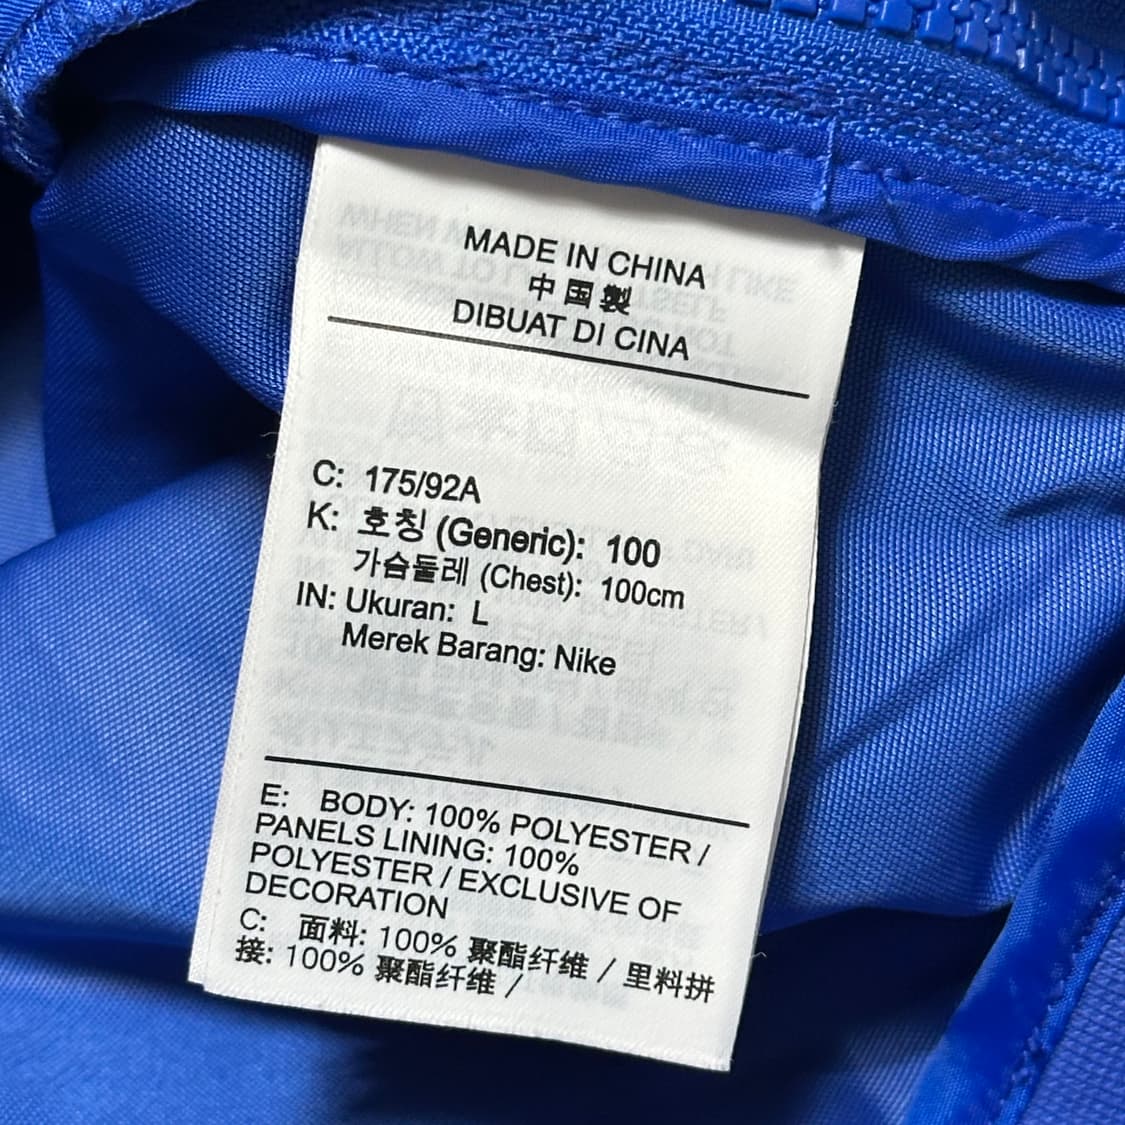 MADE IN CHINA
中国製
DIBUAT DI CINA
C: 175/92A
K: 호칭 (Generic): 100
가슴둘레 (Chest): 100cm
IN: Ukuran: L
Merek Barang: Nike
E: BODY: 100% POLYESTER /
PANELS LINING: 100%
POLYESTER / EXCLUSIVE OF
DECORATION
C: 面料: 100% 聚酯纤维 / 里料拼
接: 100% 聚酯纤维 /